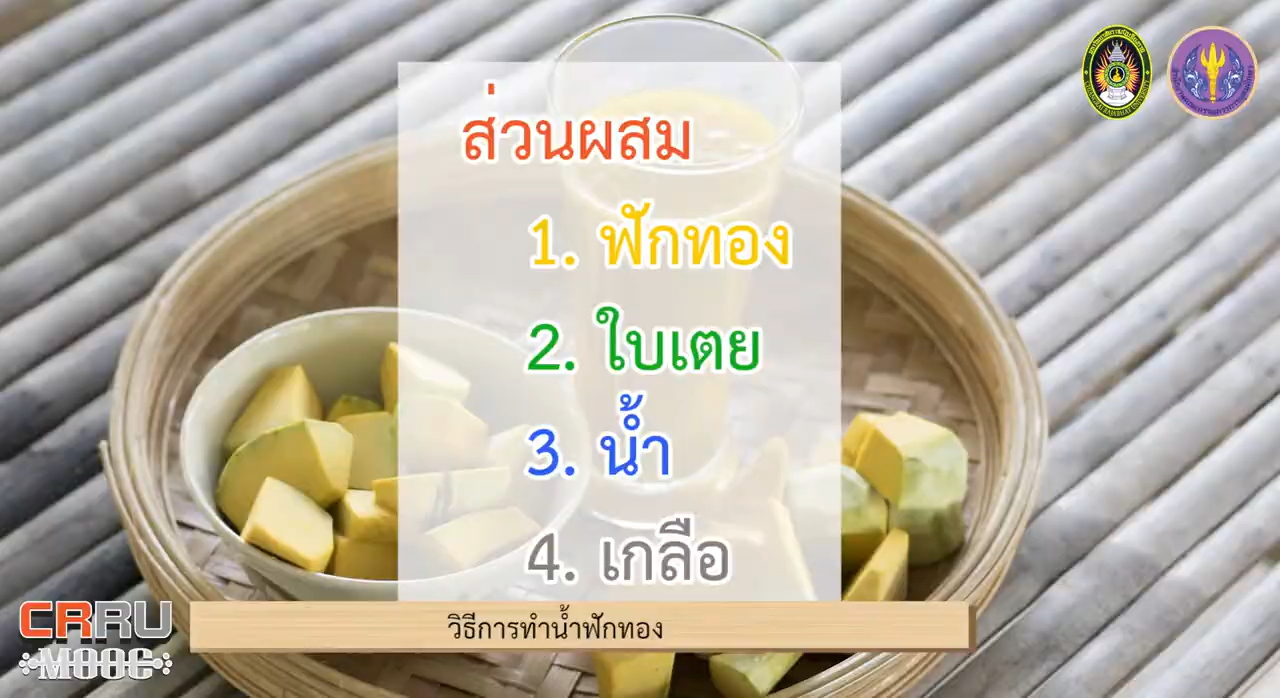 ส่วนผสม
1. ฟักทอง
2. ใบเตย
3. น้ำ
4. เกลือ
วิธีการทำน้ำฟักทอง
CRRU
MOOC